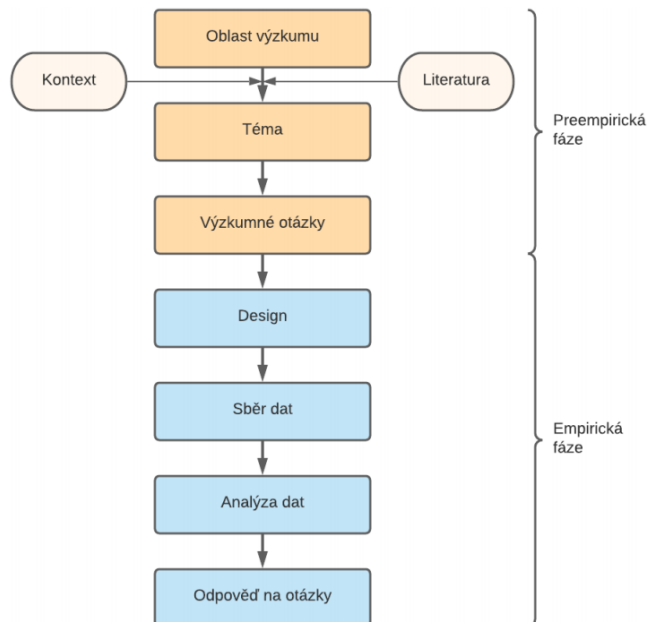 Oblast výzkumu
Kontext
Literatura
Téma
Preempirická
fáze
Výzkumné otázky
Design
Sběr dat
Empirická
fáze
Analýza dat
Odpověď na otázky